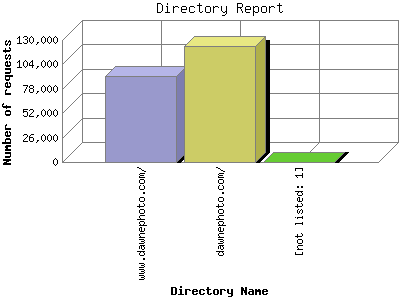 Directory Report
Number of requests
130,000
104,000
78,000
52,000
26,000
0
www.dawnephoto.com/
dawnephoto.com/
[not listed: 1]
Directory Name